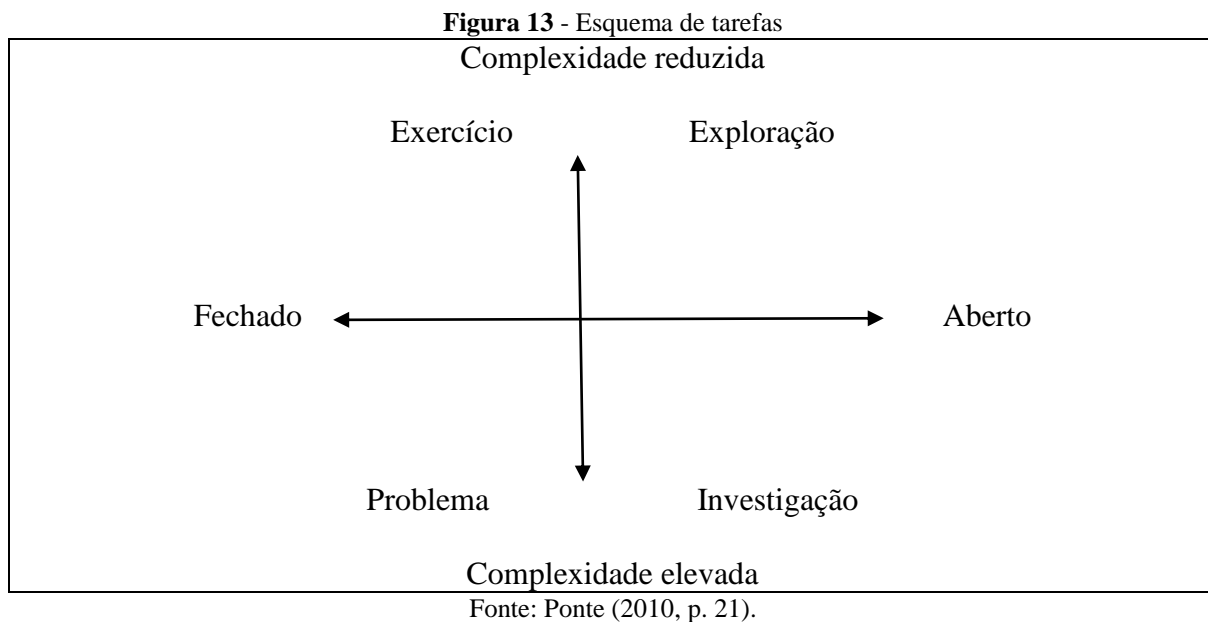 Figura 13 - Esquema de tarefas
Complexidade reduzida
Exercício Exploração
Fechado Aberto
Problema Investigação
Complexidade elevada
Fonte: Ponte (2010, p. 21).